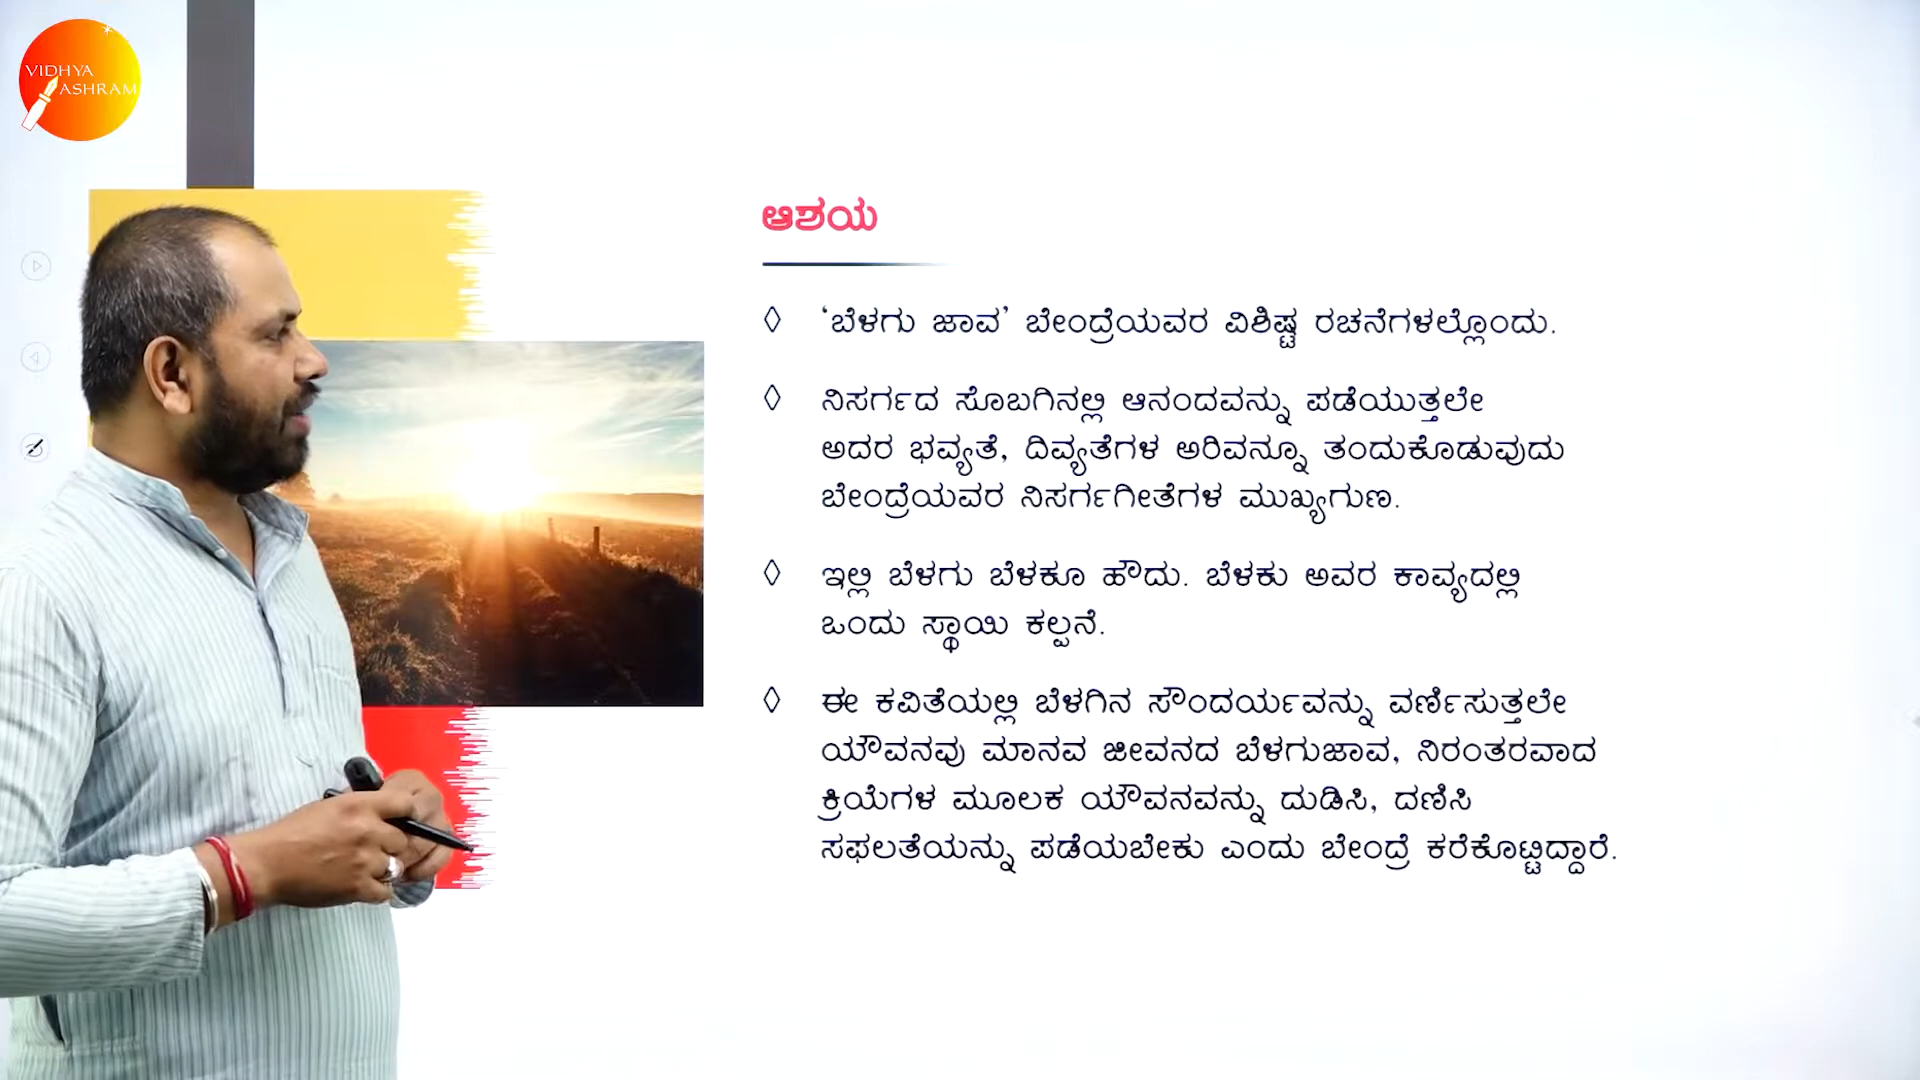 VIDHYA
ASHRAM
ಆಶಯ
‘ಬೆಳಗು ಜಾವ’ ಬೇಂದ್ರೆಯವರ ವಿಶಿಷ್ಟ ರಚನೆಗಳಲ್ಲೊಂದು.
ನಿಸರ್ಗದ ಸೊಬಗಿನಲ್ಲಿ ಆನಂದವನ್ನು ಪಡೆಯುತ್ತಲೇ
ಅದರ ಭವ್ಯತೆ, ದಿವ್ಯತೆಗಳ ಅರಿವನ್ನೂ ತಂದುಕೊಡುವುದು
ಬೇಂದ್ರೆಯವರ ನಿಸರ್ಗಗೀತೆಗಳ ಮುಖ್ಯಗುಣ.
ಇಲ್ಲಿ ಬೆಳಗು ಬೆಳಕೂ ಹೌದು. ಬೆಳಕು ಅವರ ಕಾವ್ಯದಲ್ಲಿ
ಒಂದು ಸ್ಥಾಯಿ ಕಲ್ಪನೆ.
ಈ ಕವಿತೆಯಲ್ಲಿ ಬೆಳಗಿನ ಸೌಂದರ್ಯವನ್ನು ವರ್ಣಿಸುತ್ತಲೇ
ಯೌವನವು ಮಾನವ ಜೀವನದ ಬೆಳಗುಜಾವ, ನಿರಂತರವಾದ
ಕ್ರಿಯೆಗಳ ಮೂಲಕ ಯೌವನವನ್ನು ದುಡಿಸಿ, ದಣಿಸಿ
ಸಫಲತೆಯನ್ನು ಪಡೆಯಬೇಕು ಎಂದು ಬೇಂದ್ರೆ ಕರೆಕೊಟ್ಟಿದ್ದಾರೆ.